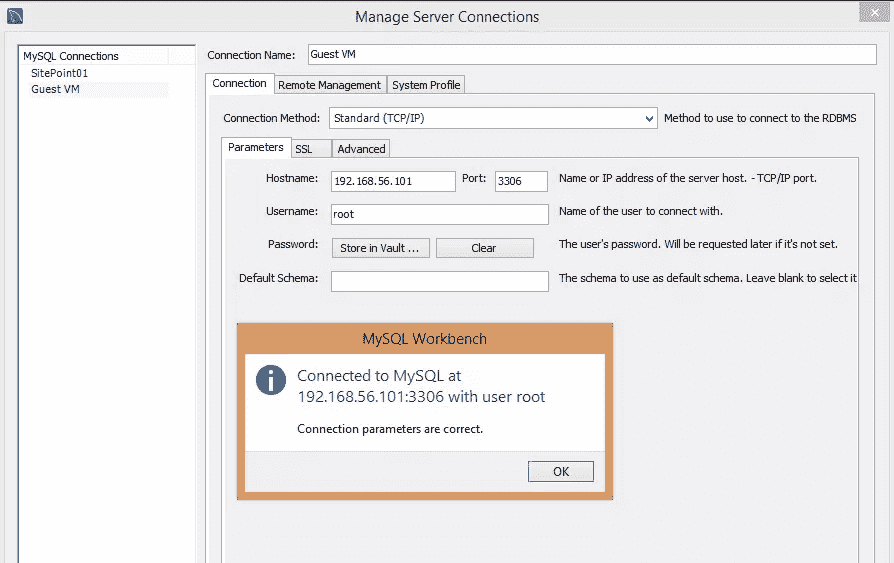 Manage Server Connections
MySQL Connections
SitePoint01
Guest VM
Connection Name: Guest VM
Connection Remote Management System Profile
Connection Method: Standard (TCP/IP) Method to use to connect to the RDBMS
Parameters SSL Advanced
Hostname: 192.168.56.101 Port: 3306 Name or IP address of the server host. - TCP/IP port.
Username: root Name of the user to connect with.
Password: Store in Vault ... Clear The user's password. Will be requested later if it's not set.
Default Schema: The schema to use as default schema. Leave blank to select it
MySQL Workbench
Connected to MySQL at
192.168.56.101:3306 with user root
Connection parameters are correct.
OK